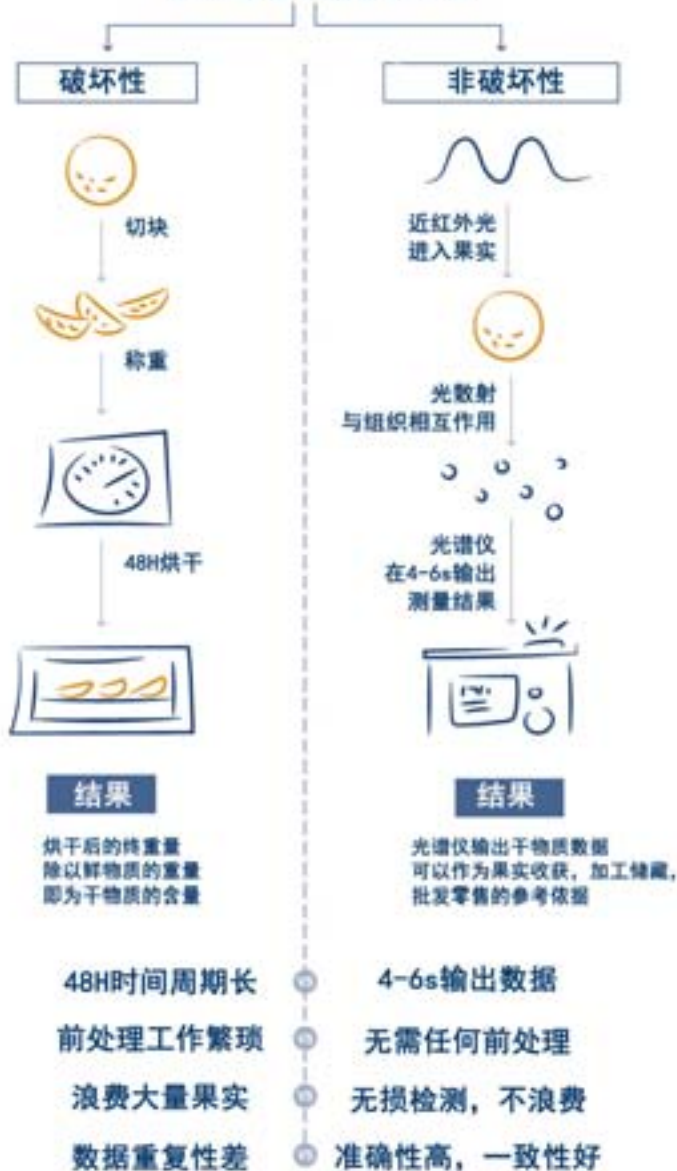 破坏性
切块
称重
48H烘干
结果
烘干后的终重量
除以鲜物质的重量
即为干物质的含量
非破坏性
近红外光
进入果实
光散射
与组织相互作用
光谱仪
在4-6s输出
测量结果
结果
光谱仪输出干物质数据
可以作为果实收获，加工储藏，
批发零售的参考依据
48H时间周期长
4-6s输出数据
前处理工作繁琐
无需任何前处理
浪费大量果实
无损检测，不浪费
数据重复性差
准确性高，一致性好